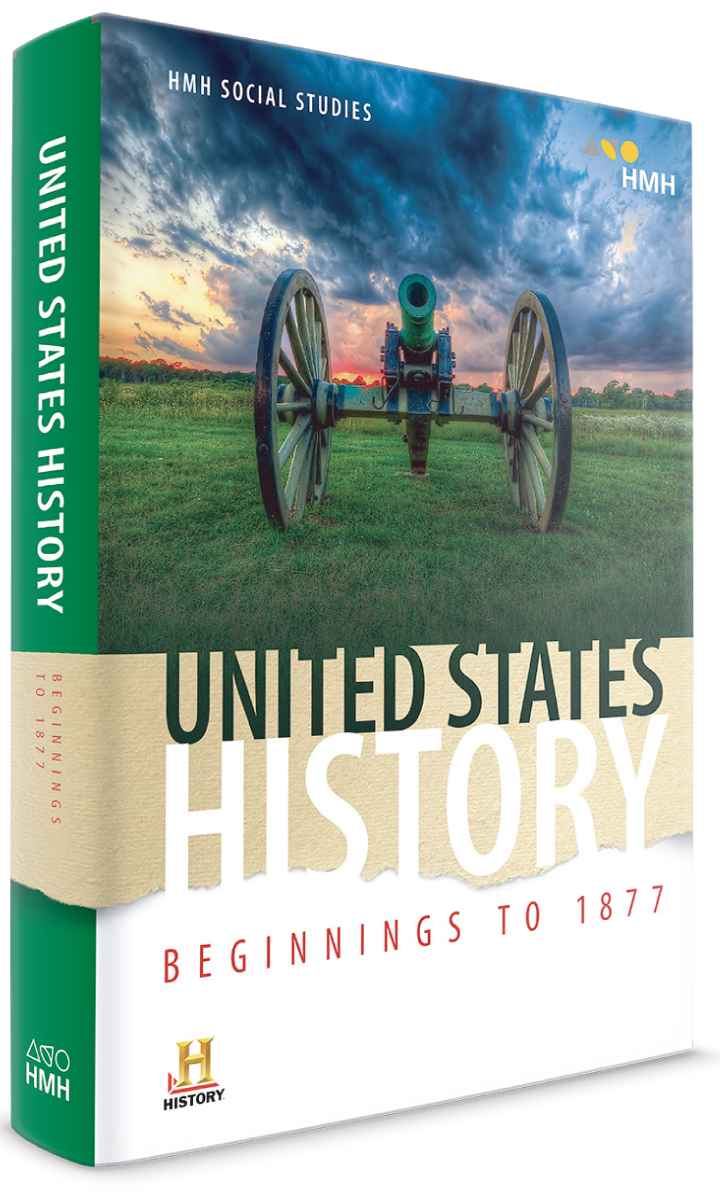 UNITED STATES HISTORY
BEGINNINGS
TO 1877
HMH
HMH SOCIAL STUDIES
HMH
UNITED STATES
HISTORY
BEGINNINGS TO 1877
H
HISTORY